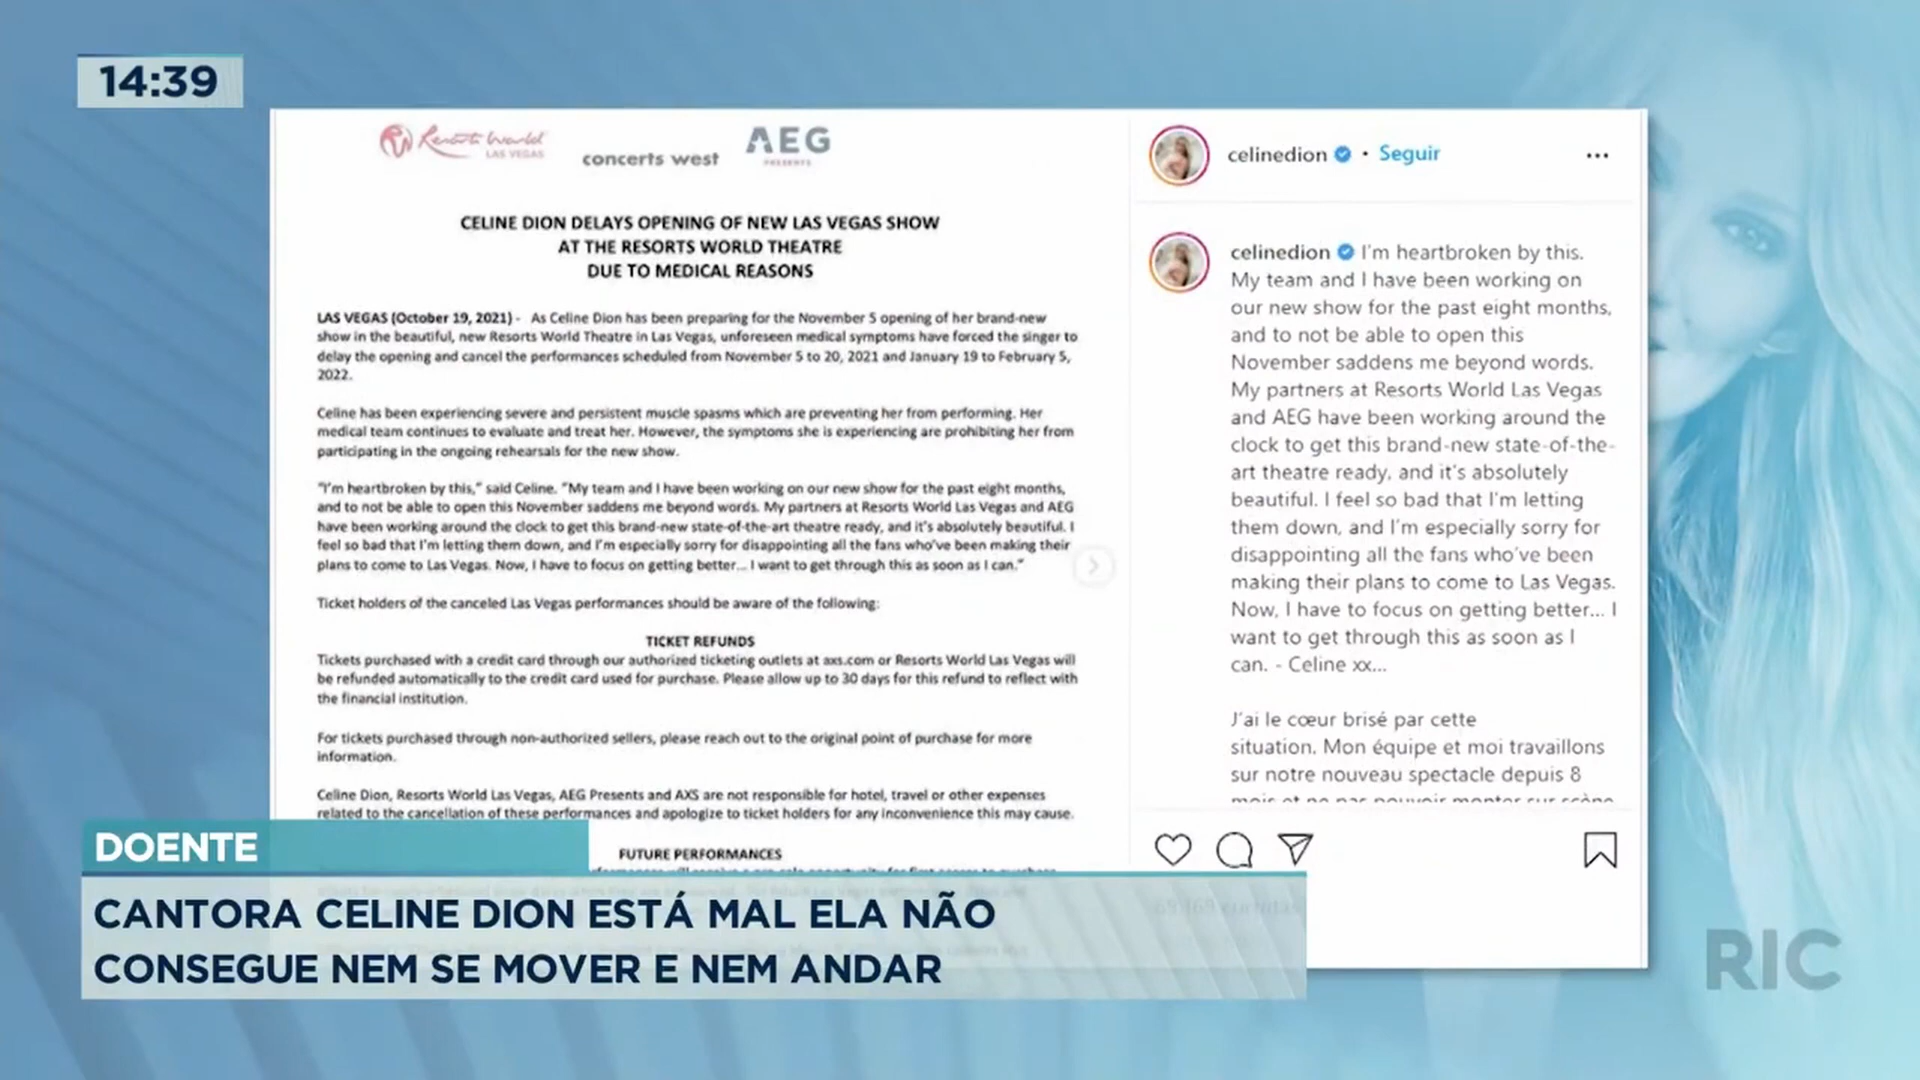 14:39
Resorts World
LAS VEGAS
concerts west
AEG
PRESENTS
CELINE DION DELAYS OPENING OF NEW LAS VEGAS SHOW
AT THE RESORTS WORLD THEATRE
DUE TO MEDICAL REASONS
LAS VEGAS (October 19, 2021) - As Celine Dion has been preparing for the November 5 opening of her brand-new
show in the beautiful, new Resorts World Theatre in Las Vegas, unforeseen medical symptoms have forced the singer to
delay the opening and cancel the performances scheduled from November 5 to 20, 2021 and January 19 to February 5,
2022.
Celine has been experiencing severe and persistent muscle spasms which are preventing her from performing. Her
medical team continues to evaluate and treat her. However, the symptoms she is experiencing are prohibiting her from
participating in the ongoing rehearsals for the new show.
"I'm heartbroken by this," said Celine. "My team and I have been working on our new show for the past eight months,
and to not be able to open this November saddens me beyond words. My partners at Resorts World Las Vegas and AEG
have been working around the clock to get this brand-new state-of-the-art theatre ready, and it's absolutely beautiful. I
feel so bad that I'm letting them down, and I'm especially sorry for disappointing all the fans who've been making their
plans to come to Las Vegas. Now, I have to focus on getting better... I want to get through this as soon as I can."
Ticket holders of the canceled Las Vegas performances should be aware of the following:
TICKET REFUNDS
Tickets purchased with a credit card through our authorized ticketing outlets at axs.com or Resorts World Las Vegas will
be refunded automatically to the credit card used for purchase. Please allow up to 30 days for this refund to reflect with
the financial institution.
For tickets purchased through non-authorized sellers, please reach out to the original point of purchase for more
information.
Celine Dion, Resorts World Las Vegas, AEG Presents and AXS are not responsible for hotel, travel or other expenses
related to the cancellation of these performances and apologize to ticket holders for any inconvenience this may cause.
FUTURE PERFORMANCES
celinedion • Seguir
celinedion I'm heartbroken by this.
My team and I have been working on
our new show for the past eight months,
and to not be able to open this
November saddens me beyond words.
My partners at Resorts World Las Vegas
and AEG have been working around the
clock to get this brand-new state-of-the-
art theatre ready, and it's absolutely
beautiful. I feel so bad that I'm letting
them down, and I'm especially sorry for
disappointing all the fans who've been
making their plans to come to Las Vegas.
Now, I have to focus on getting better... I
want to get through this as soon as I
can. - Celine xx...
J'ai le cœur brisé par cette
situation. Mon équipe et moi travaillons
sur notre nouveau spectacle depuis 8
mois et ne pas pouvoir monter sur scène
DOENTE
CANTORA CELINE DION ESTÁ MAL ELA NÃO
CONSEGUE NEM SE MOVER E NEM ANDAR
RIC